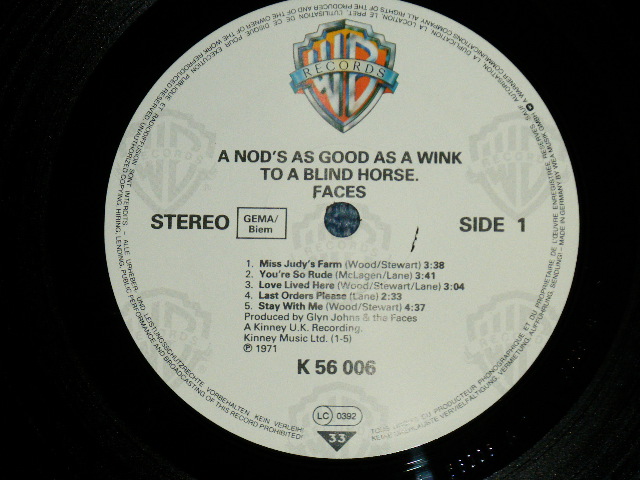 WB
RECORDS
A NOD'S AS GOOD AS A WINK
TO A BLIND HORSE.
FACES
STEREO
GEMA/
Biem
SIDE 1
1. Miss Judy's Farm (Wood/Stewart) 3:38
2. You're So Rude (McLagen/Lane) 3:41
3. Love Lived Here (Wood/Stewart/Lane) 3:04
4. Last Orders Please (Lane) 2:33
5. Stay With Me (Wood/Stewart) 4:37
Produced by Glyn Johns & the Faces
A Kinney U.K. Recording.
Kinney Music Ltd. (1-5)
℗ 1971
K 56 006
LC 0392
33